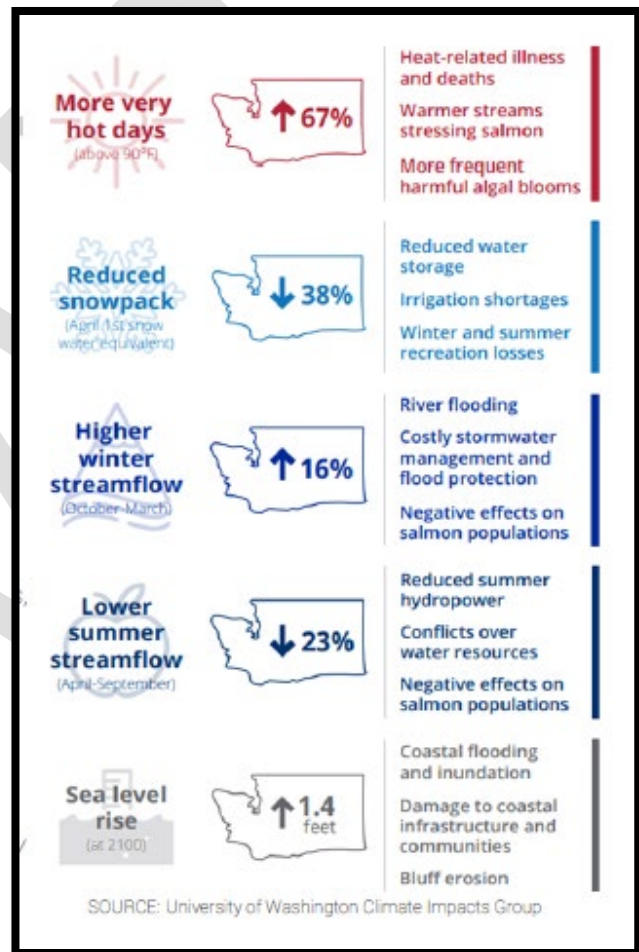 More very
hot days
(above 90°F)
↑ 67%
Heat-related illness
and deaths
Warmer streams
stressing salmon
More frequent
harmful algal blooms
Reduced
snowpack
(April 1st snow
water equivalent)
↓ 38%
Reduced water
storage
Irrigation shortages
Winter and summer
recreation losses
Higher
winter
streamflow
(October-March)
↑ 16%
River flooding
Costly stormwater
management and
flood protection
Negative effects on
salmon populations
Lower
summer
streamflow
(April-September)
↓ 23%
Reduced summer
hydropower
Conflicts over
water resources
Negative effects on
salmon populations
Sea level
rise
(at 2100)
↑ 1.4
feet
Coastal flooding
and inundation
Damage to coastal
infrastructure and
communities
Bluff erosion
SOURCE: University of Washington Climate Impacts Group